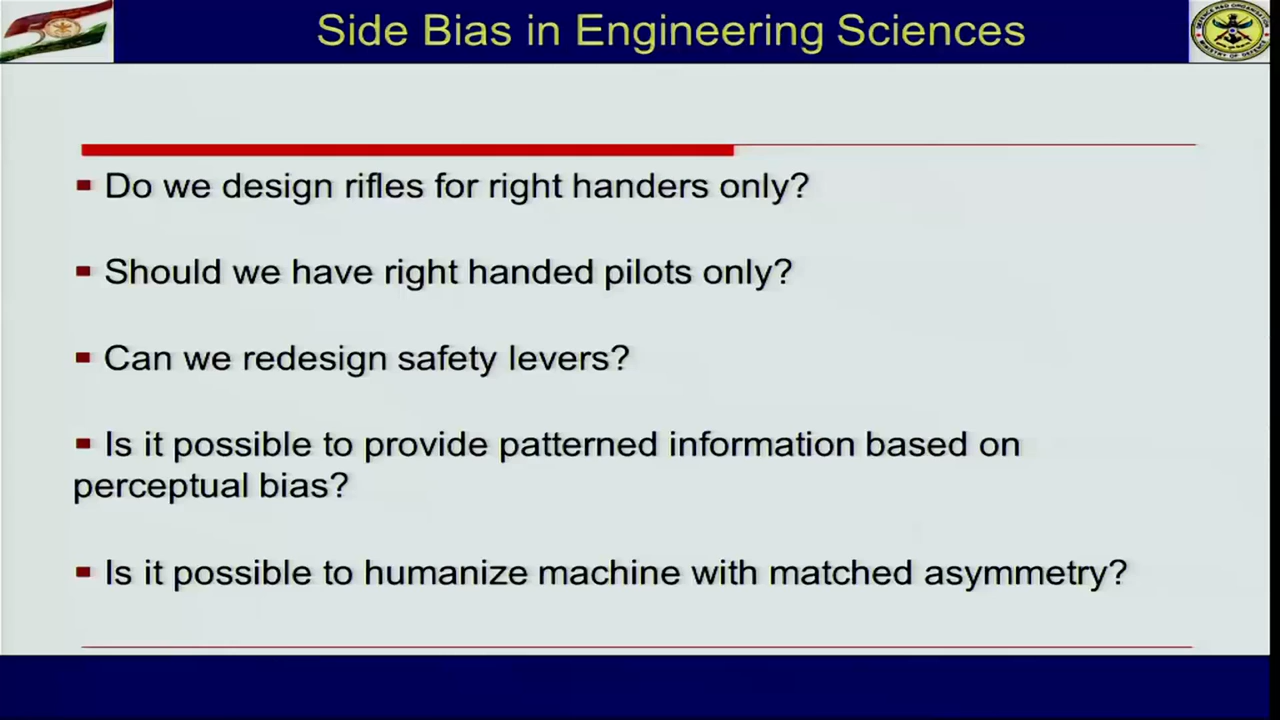 Side Bias in Engineering Sciences
▪ Do we design rifles for right handers only?
▪ Should we have right handed pilots only?
▪ Can we redesign safety levers?
▪ Is it possible to provide patterned information based on
perceptual bias?
▪ Is it possible to humanize machine with matched asymmetry?